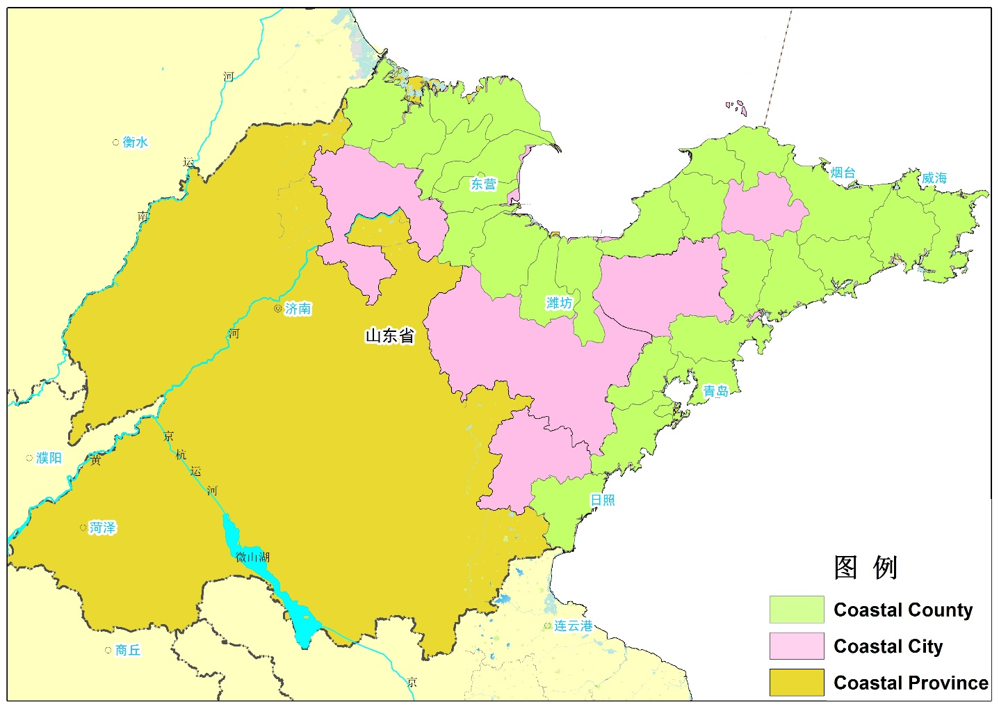 河
衡水
运
烟台
威海
东营
南
潍坊
济南
河
山东省
青岛
京
杭
濮阳
黄
运
河
日照
菏泽
微山湖
图 例
Coastal County
连云港
Coastal City
商丘
京
Coastal Province